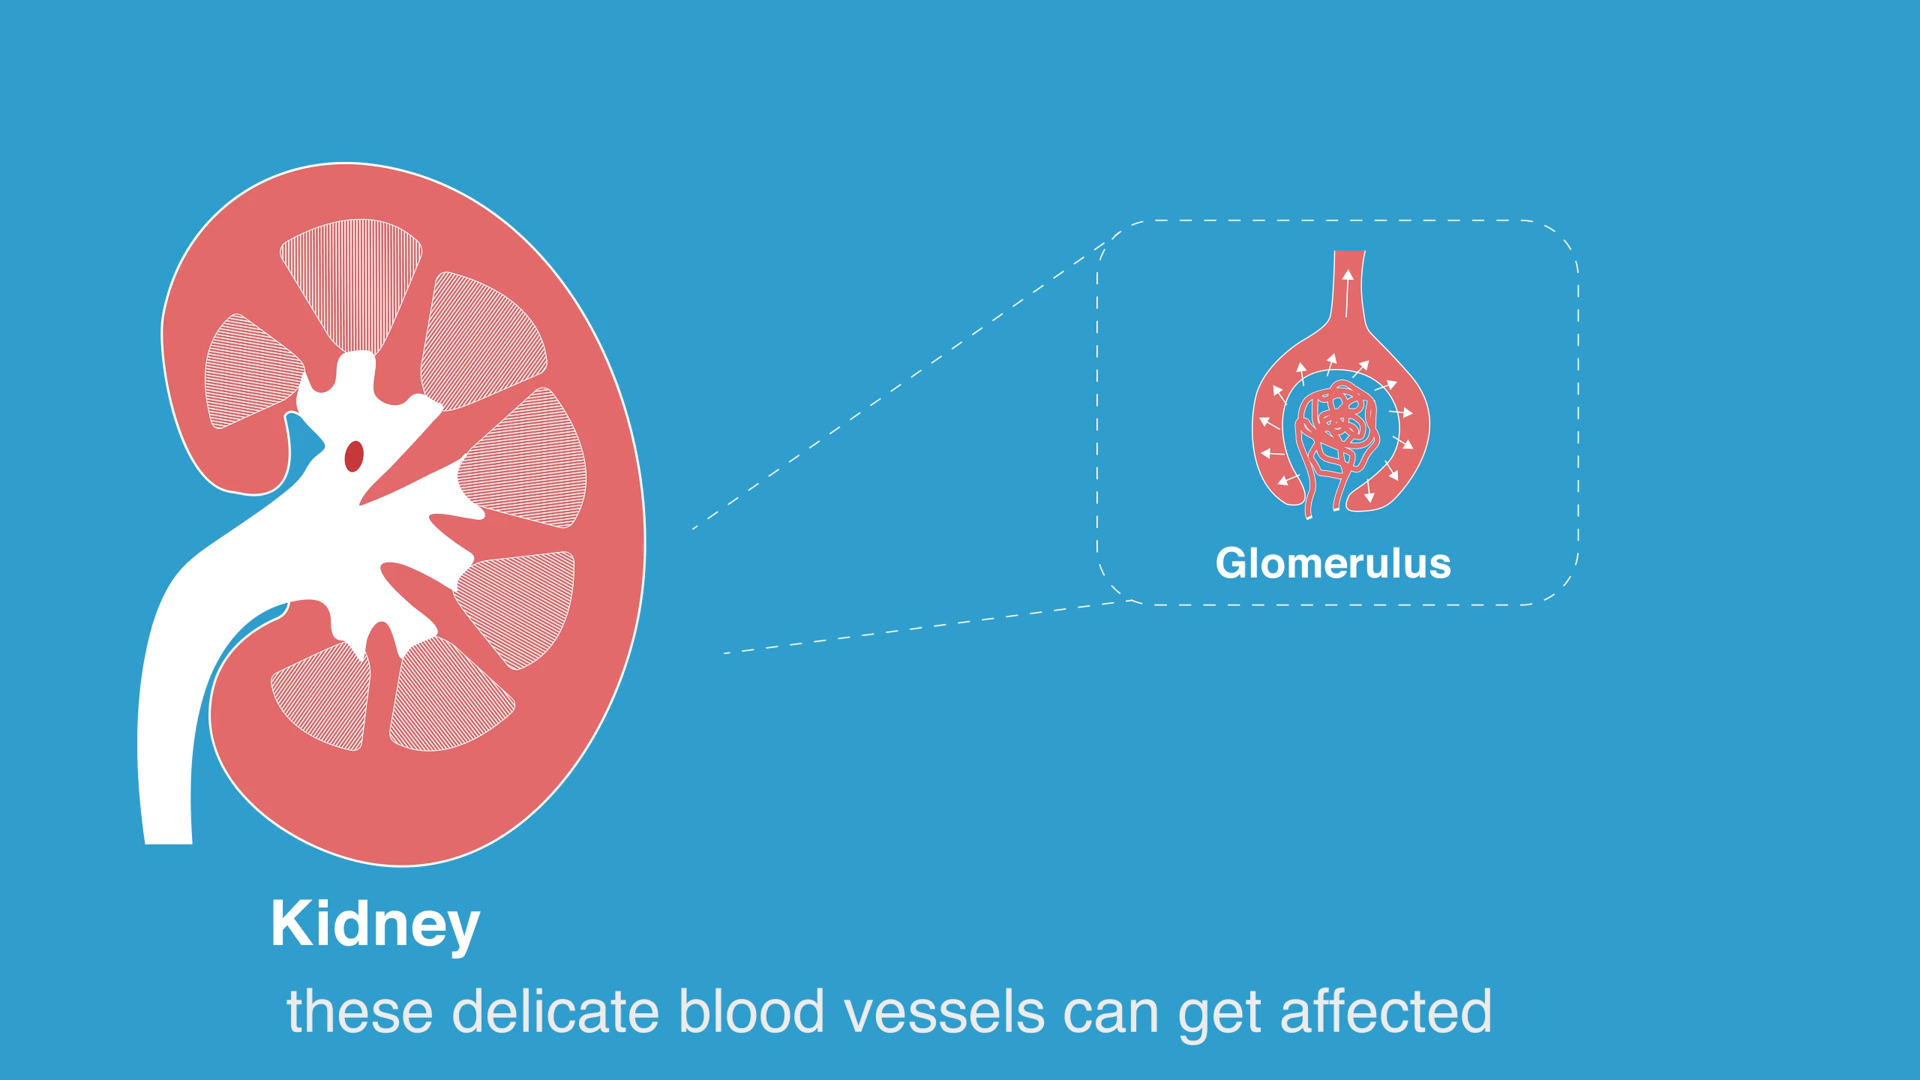 Glomerulus
Kidney
these delicate blood vessels can get affected